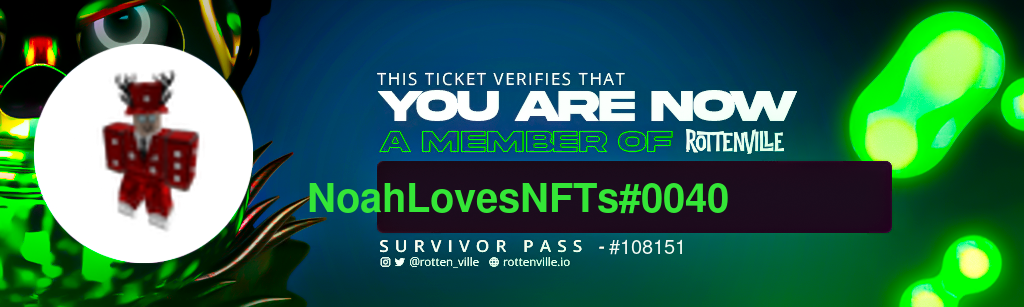 THIS TICKET VERIFIES THAT
YOU ARE NOW
A MEMBER OF ROTTENVILLE
NoahLovesNFTs#0040
SURVIVOR PASS - #108151
@rotten_ville rottenville.io